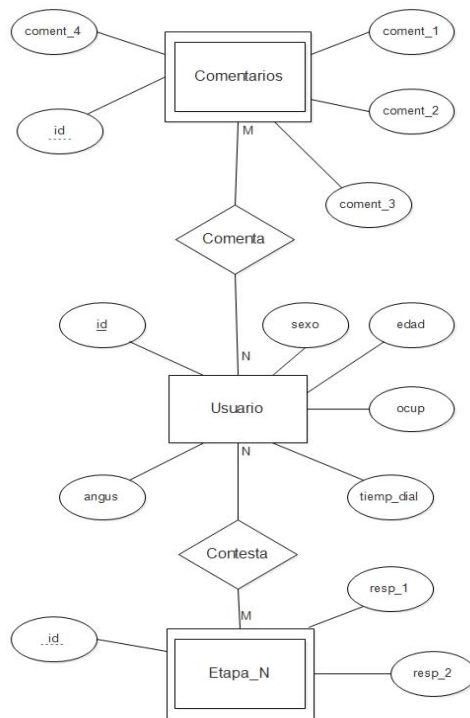 coment_4
coment_1
Comentarios
coment_2
id
M
coment_3
Comenta
id
sexo
edad
N
Usuario
ocup
N
angus
tiemp_dial
Contesta
resp_1
M
id
Etapa_N
resp_2